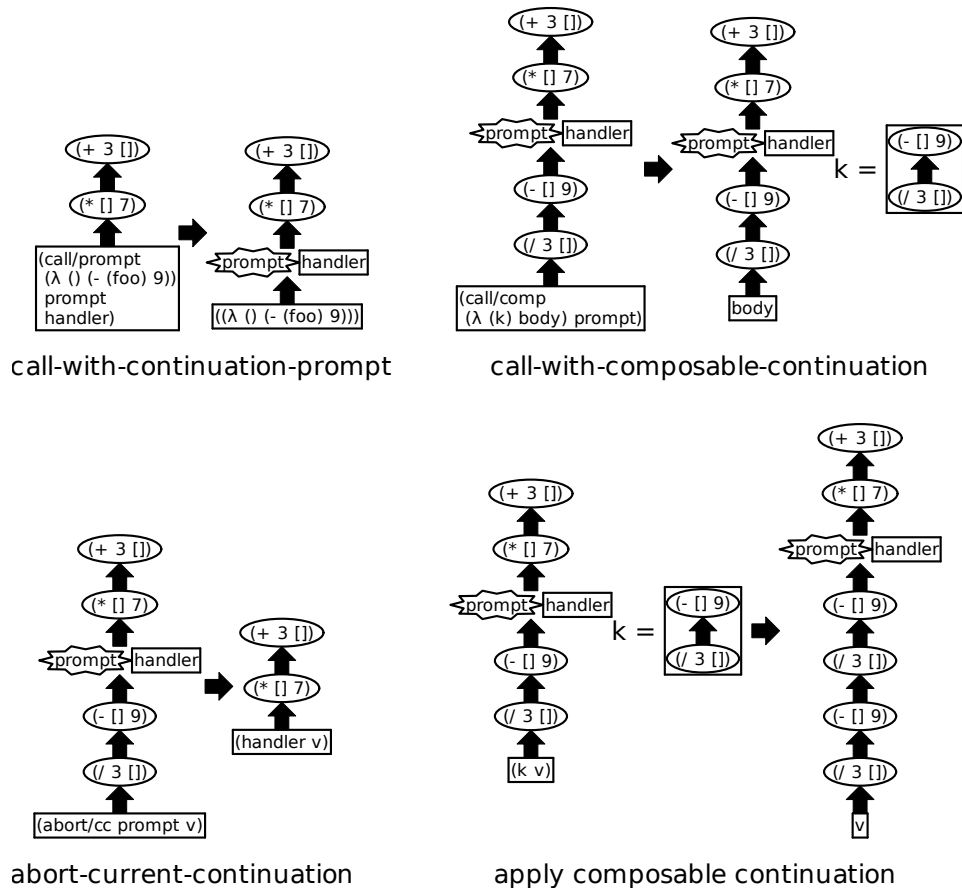 (+ 3 [])
(* [] 7)
(call/prompt
(λ () (- (foo) 9))
prompt
handler)
(+ 3 [])
(* [] 7)
prompt handler
((λ () (- (foo) 9)))
call-with-continuation-prompt
(+ 3 [])
(* [] 7)
prompt handler
(- [] 9)
(/ 3 [])
(call/comp
(λ (k) body) prompt)
(+ 3 [])
(* [] 7)
prompt handler
(- [] 9)
(/ 3 [])
body
k =
(- [] 9)
(/ 3 [])
call-with-composable-continuation
(+ 3 [])
(* [] 7)
prompt handler
(- [] 9)
(/ 3 [])
(abort/cc prompt v)
(+ 3 [])
(* [] 7)
(handler v)
abort-current-continuation
(+ 3 [])
(* [] 7)
prompt handler
(- [] 9)
(/ 3 [])
(k v)
k =
(- [] 9)
(/ 3 [])
(+ 3 [])
(* [] 7)
prompt handler
(- [] 9)
(/ 3 [])
(- [] 9)
(/ 3 [])
v
apply composable continuation